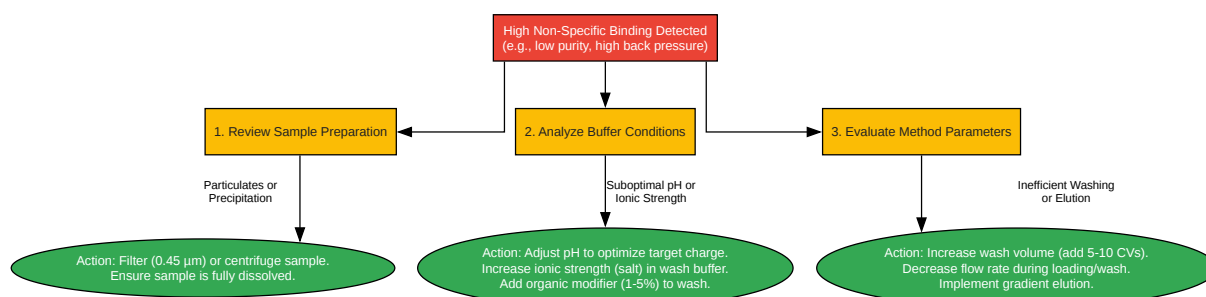 High Non-Specific Binding Detected
(e.g., low purity, high back pressure)
1. Review Sample Preparation
2. Analyze Buffer Conditions
3. Evaluate Method Parameters
Particulates or
Precipitation
Suboptimal pH or
Ionic Strength
Inefficient Washing
or Elution
Action: Filter (0.45 µm) or centrifuge sample.
Ensure sample is fully dissolved.
Action: Adjust pH to optimize target charge.
Increase ionic strength (salt) in wash buffer.
Add organic modifier (1-5%) to wash.
Action: Increase wash volume (add 5-10 CVs).
Decrease flow rate during loading/wash.
Implement gradient elution.